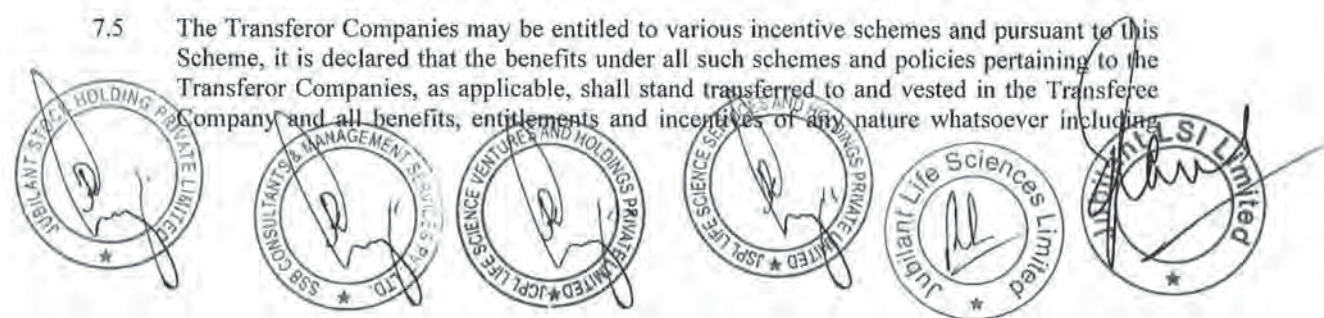 7.5 The Transferor Companies may be entitled to various incentive schemes and pursuant to this
Scheme, it is declared that the benefits under all such schemes and policies pertaining to the
Transferor Companies, as applicable, shall stand transferred to and vested in the Transferee
Company and all benefits, entitlements and incentives of any nature whatsoever including
JUBILANT STOCK HOLDING PRIVATE LIMITED
SSB CONSULTANTS & MANAGEMENT SERVICES PVT. LTD.
JCPL LIFE SCIENCE VENTURES AND HOLDINGS PRIVATE LIMITED
JSPL LIFE SCIENCE SERVICES AND HOLDINGS PRIVATE LIMITED
Jubilant Life Sciences Limited
Jubilant LSI Limited